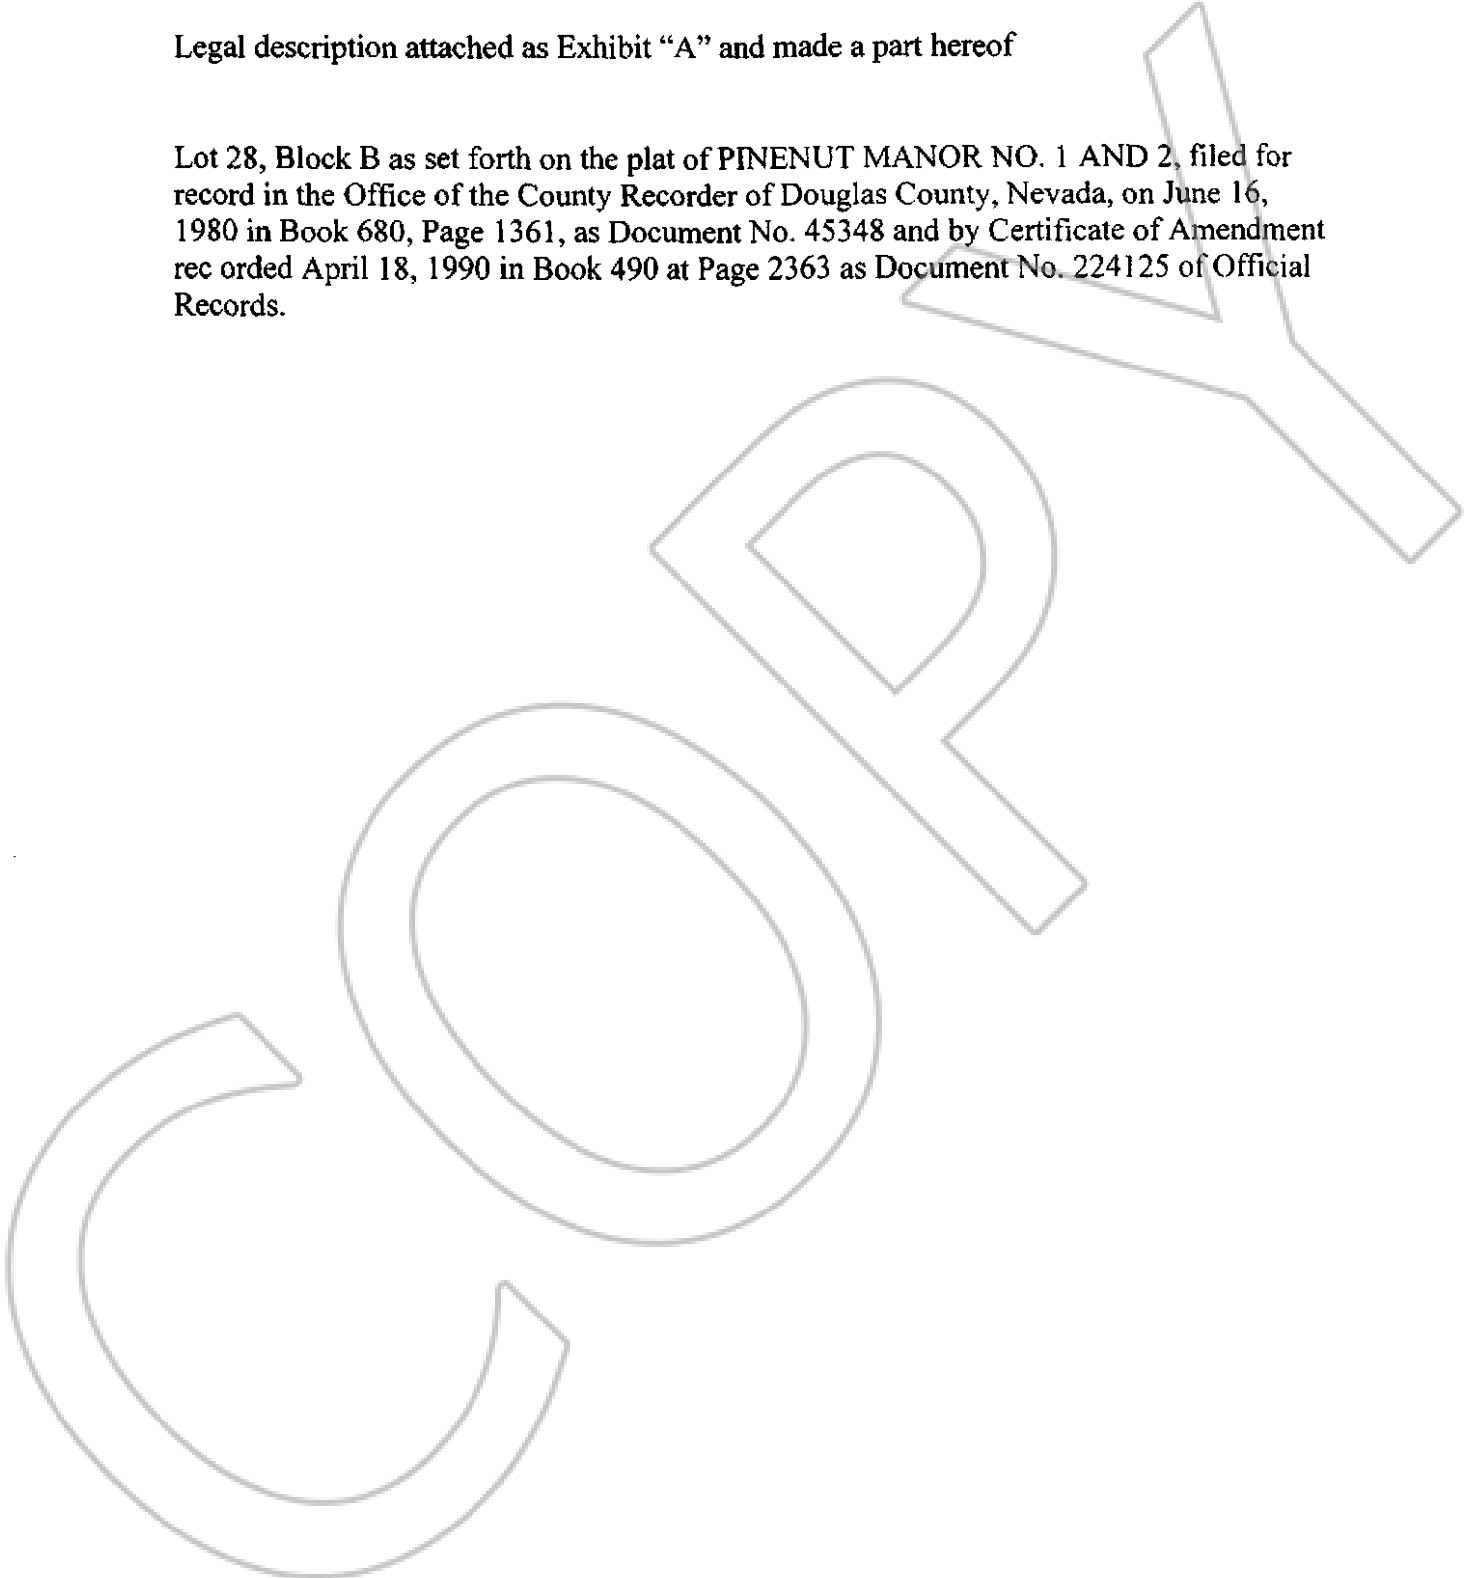 Legal description attached as Exhibit “A” and made a part hereof
Lot 28, Block B as set forth on the plat of PINENUT MANOR NO. 1 AND 2, filed for
record in the Office of the County Recorder of Douglas County, Nevada, on June 16,
1980 in Book 680, Page 1361, as Document No. 45348 and by Certificate of Amendment
rec orded April 18, 1990 in Book 490 at Page 2363 as Document No. 224125 of Official
Records.
COPY